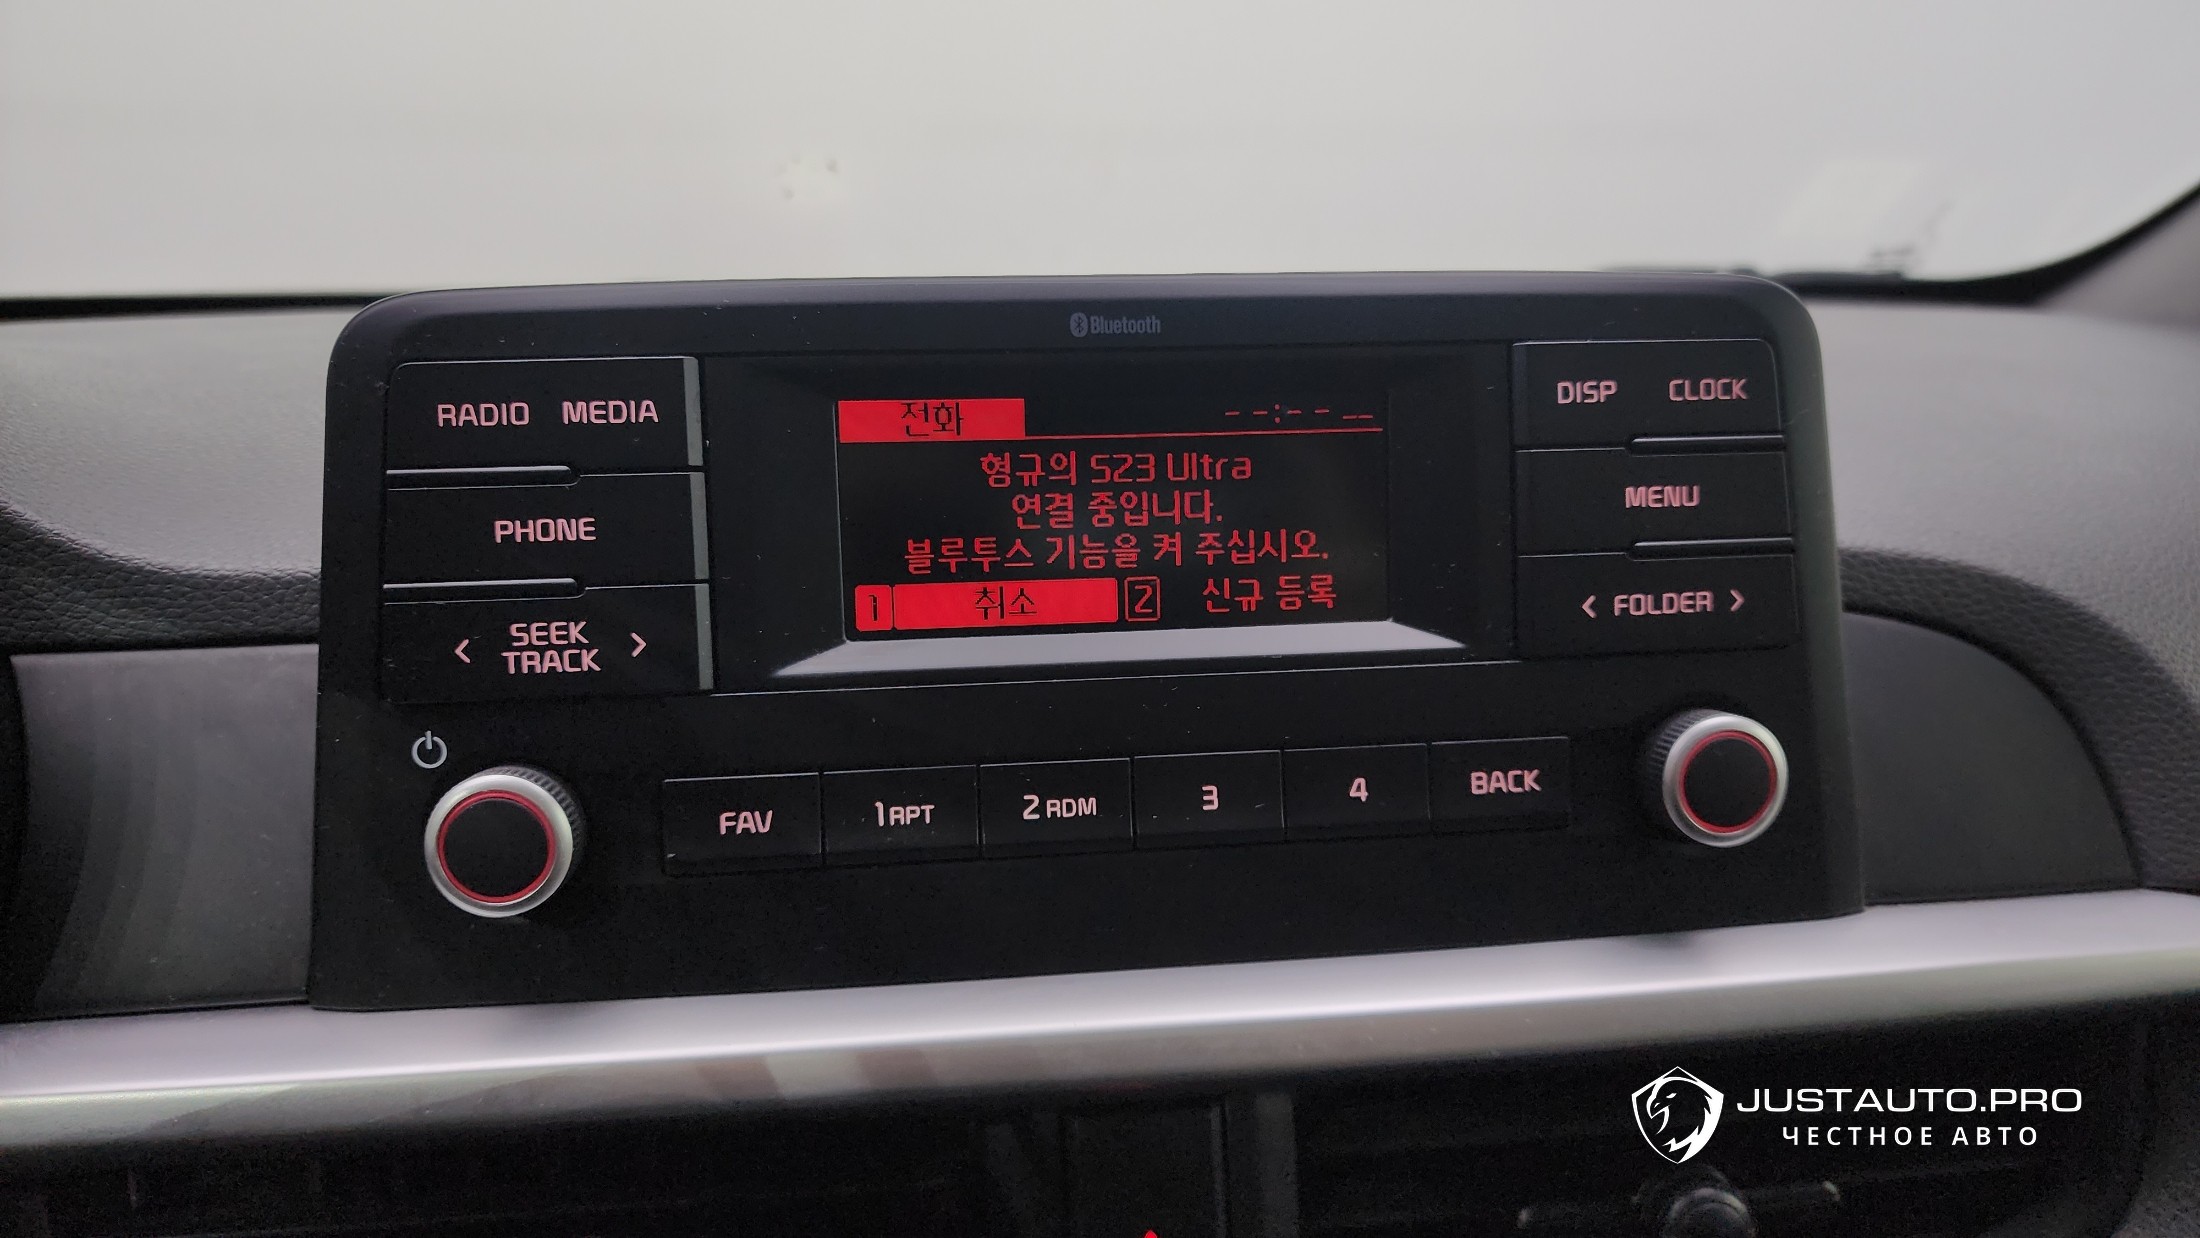 Bluetooth
RADIO MEDIA
PHONE
< SEEK TRACK >
전화 --:-- --
형규의 S23 Ultra
연결 중입니다.
블루투스 기능을 켜 주십시오.
1 취소 2 신규 등록
DISP CLOCK
MENU
< FOLDER >
FAV 1 RPT 2 RDM 3 4 BACK
JUSTAUTO.PRO
ЧЕСТНОЕ АВТО